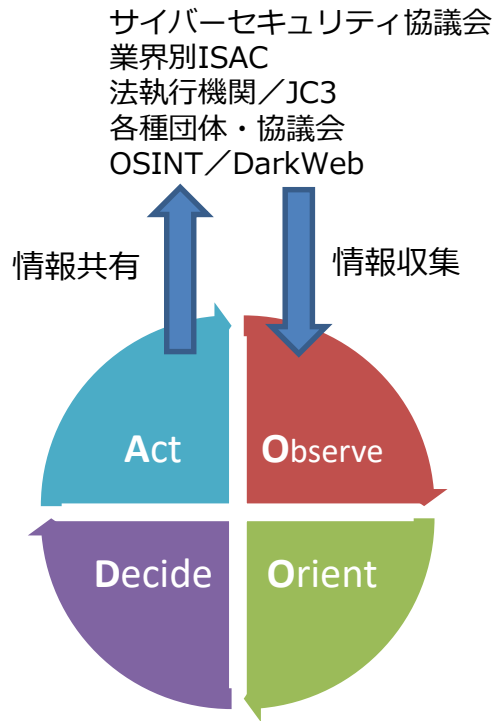 サイバーセキュリティ協議会
業界別ISAC
法執行機関／JC3
各種団体・協議会
OSINT／DarkWeb
情報共有
情報収集
Act
Observe
Decide
Orient